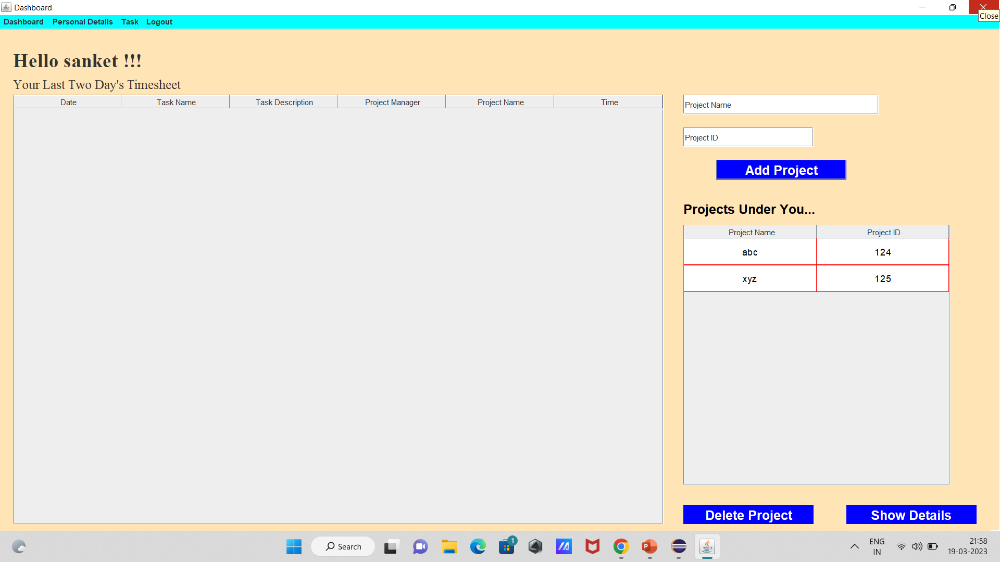 Dashboard
Close
Dashboard Personal Details Task Logout
Hello sanket !!!
Your Last Two Day's Timesheet
Date Task Name Task Description Project Manager Project Name Time
Project Name
Project ID
Add Project
Projects Under You...
Project Name Project ID
abc 124
xyz 125
Delete Project Show Details
Search
1
P
ENG
IN
21:58
19-03-2023